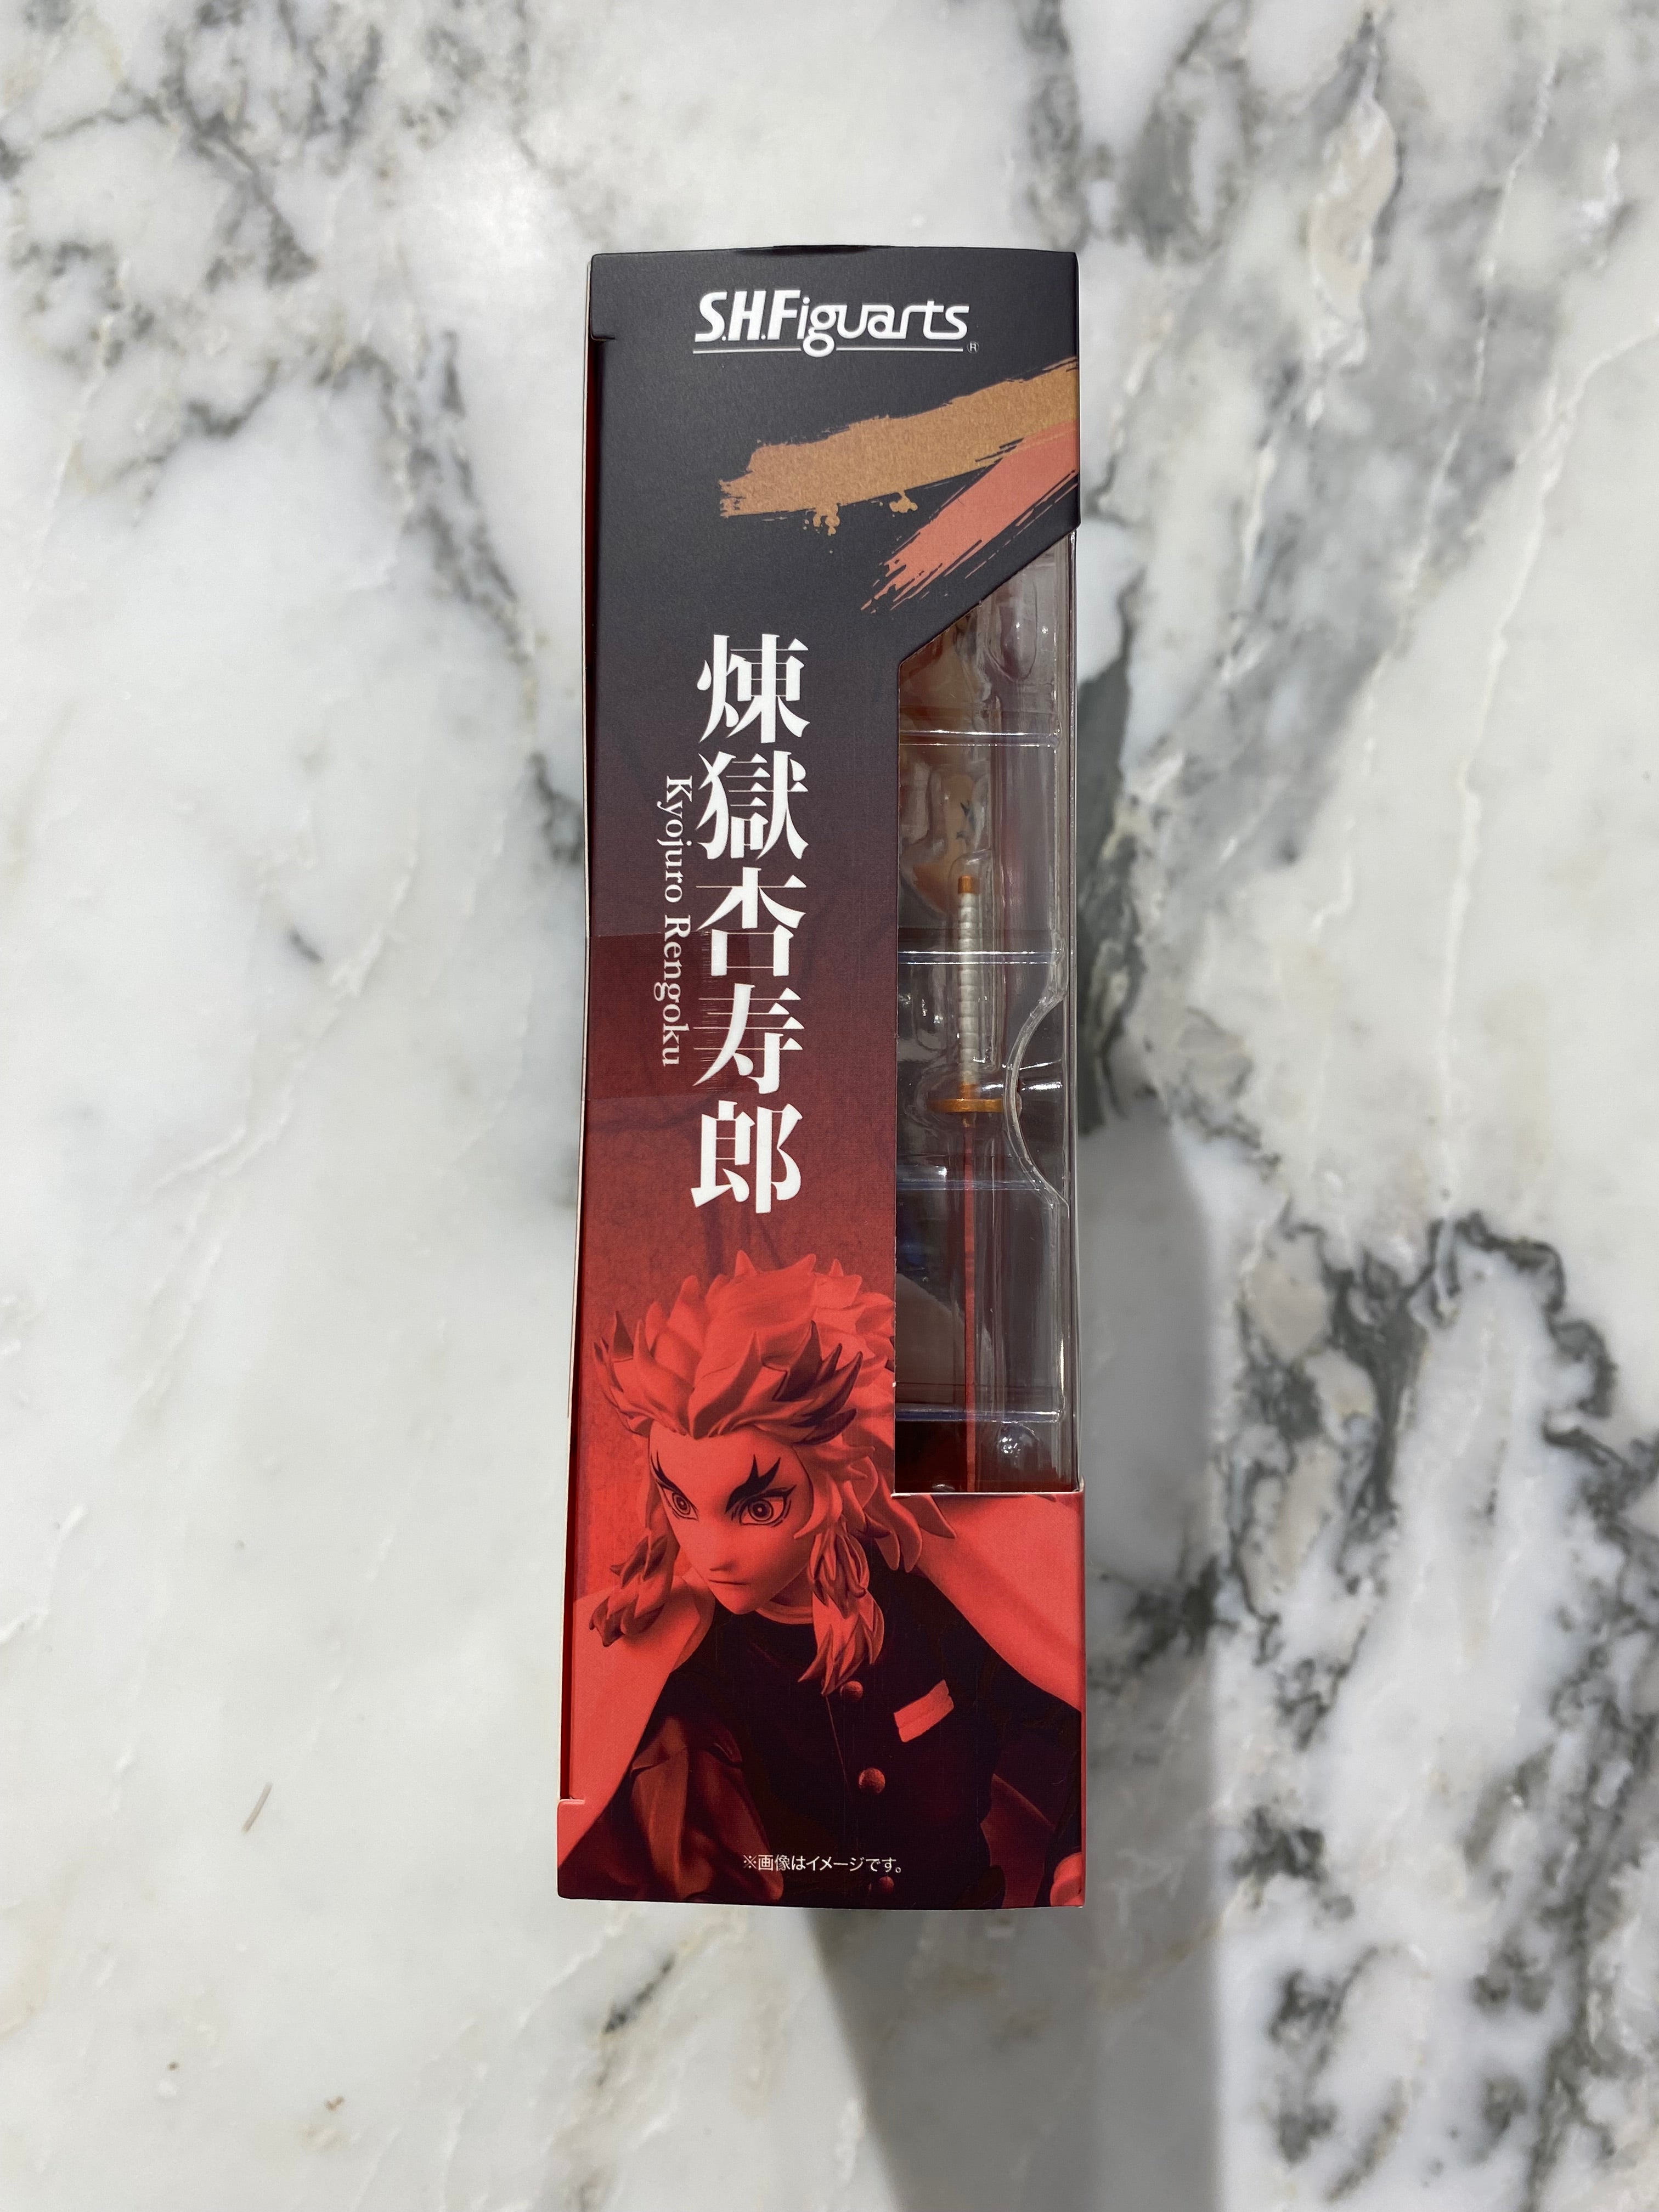 S.H.Figuarts®
煉獄杏寿郎
Kyojuro Rengoku
※画像はイメージです。